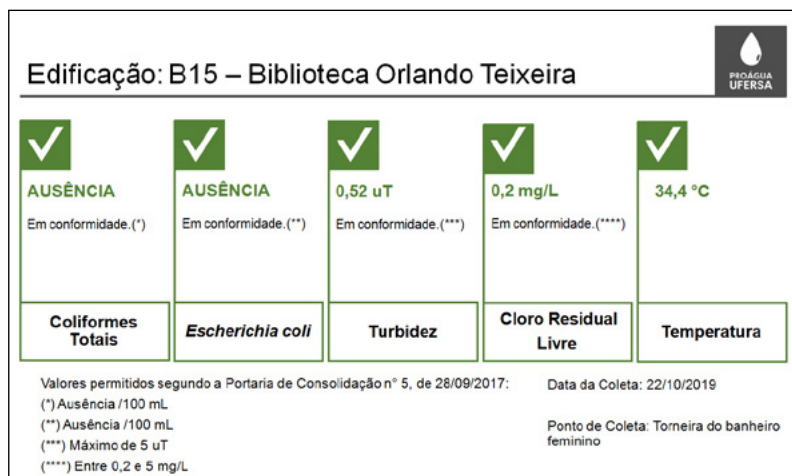 Edificação: B15 – Biblioteca Orlando Teixeira
PROÁGUA
UFERSA
AUSÊNCIA
Em conformidade.(*)
Coliformes
Totais
AUSÊNCIA
Em conformidade.(**)
Escherichia coli
0,52 uT
Em conformidade.(***)
Turbidez
0,2 mg/L
Em conformidade.(****)
Cloro Residual
Livre
34,4 °C
Temperatura
Valores permitidos segundo a Portaria de Consolidação n° 5, de 28/09/2017:
(*) Ausência /100 mL
(**) Ausência /100 mL
(***) Máximo de 5 uT
(****) Entre 0,2 e 5 mg/L
Data da Coleta: 22/10/2019
Ponto de Coleta: Torneira do banheiro
feminino